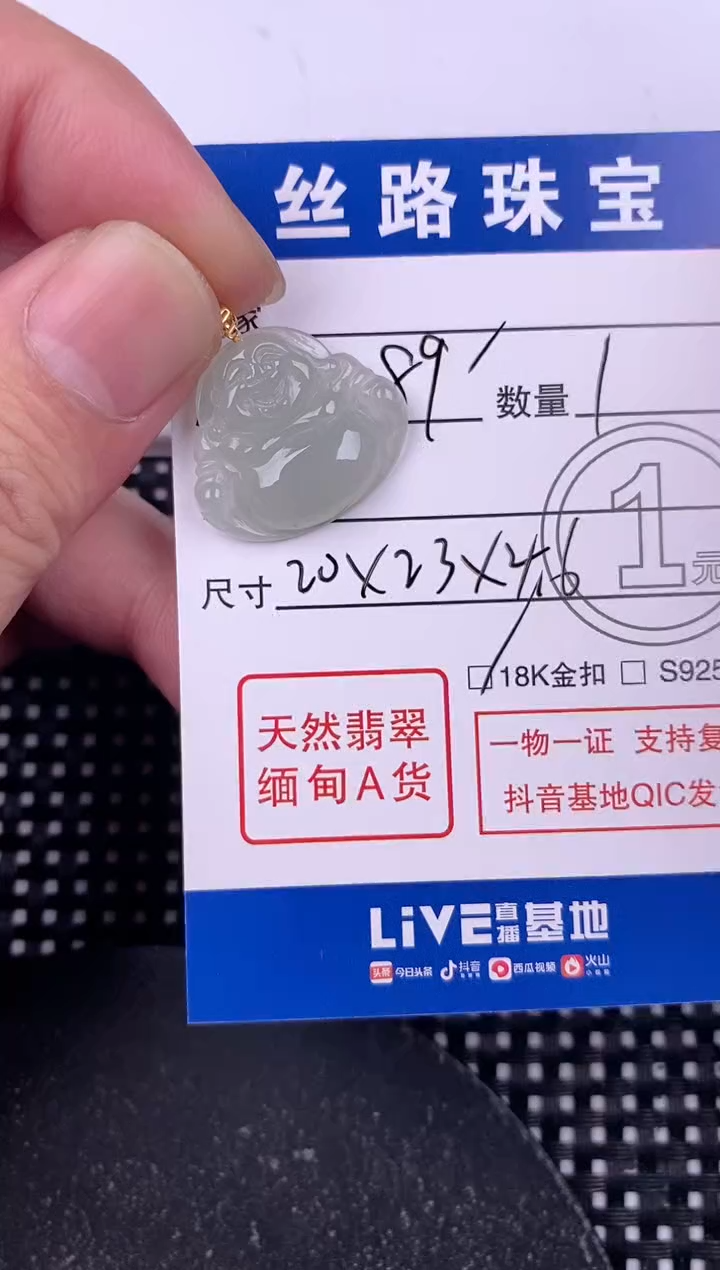 丝路珠宝
家
89 数量 1
1元
尺寸 20X23X4.6
18K金扣 S925
天然翡翠 一物一证 支持复
缅甸A货 抖音基地QIC发
LiVE直播基地
头条 今日头条 抖音 西瓜视频 火山